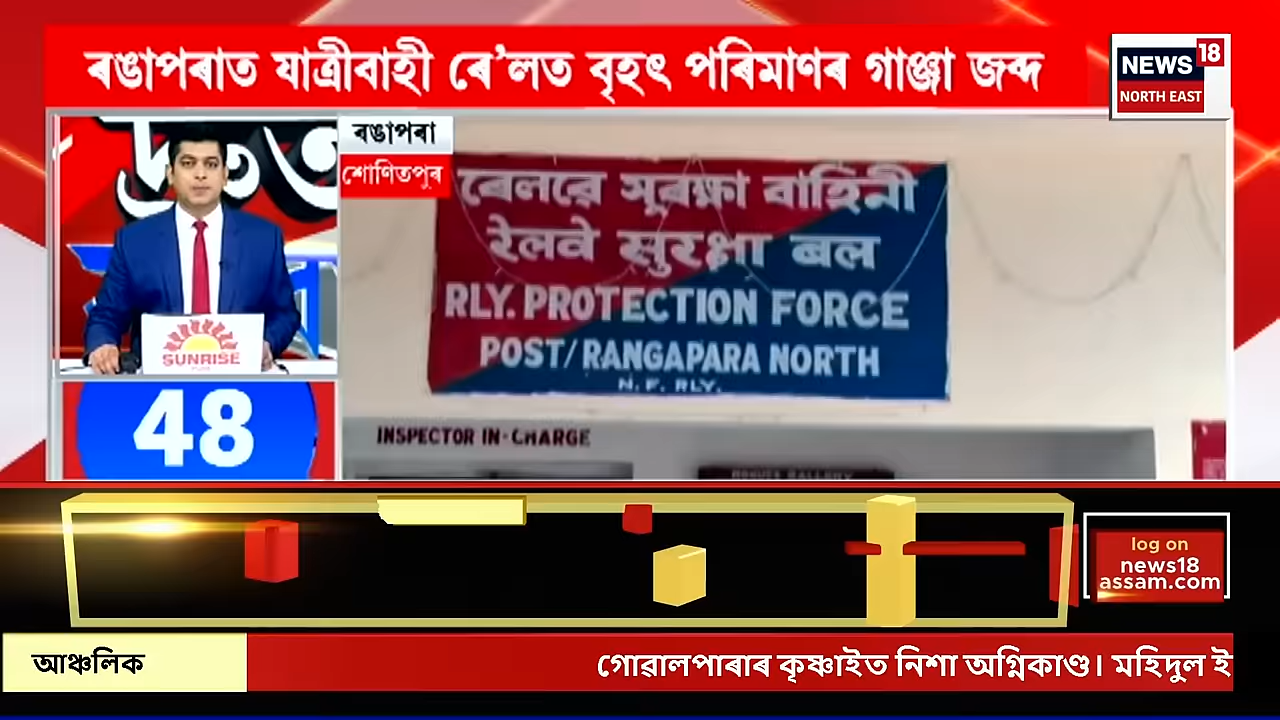 ৰঙাপৰাত যাত্ৰীবাহী ৰে'লত বৃহৎ পৰিমাণৰ গাঞ্জা জব্দ
NEWS 18
NORTH EAST
ৰঙাপৰা
শোণিতপুৰ
ৰেলৱে সুৰক্ষা বাহিনী
रेलवे सुरक्षा बल
RLY. PROTECTION FORCE
POST/RANGAPARA NORTH
N. F. RLY.
SUNRISE
48
INSPECTOR IN-CHARGE
log on
news18
assam.com
আঞ্চলিক
গোৱালপাৰাৰ কৃষ্ণাইত নিশা অগ্নিকাণ্ড। মহিদুল ই